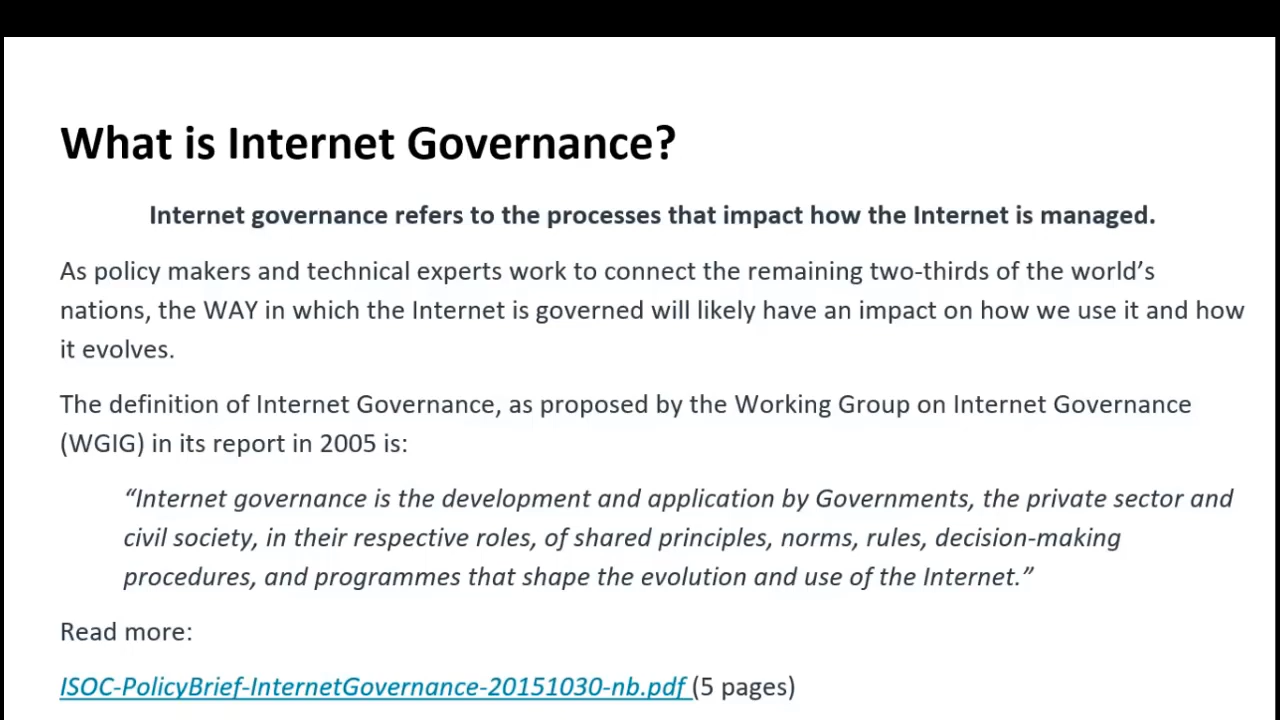 What is Internet Governance?
Internet governance refers to the processes that impact how the Internet is managed.
As policy makers and technical experts work to connect the remaining two-thirds of the world’s
nations, the WAY in which the Internet is governed will likely have an impact on how we use it and how
it evolves.
The definition of Internet Governance, as proposed by the Working Group on Internet Governance
(WGIG) in its report in 2005 is:
“Internet governance is the development and application by Governments, the private sector and
civil society, in their respective roles, of shared principles, norms, rules, decision-making
procedures, and programmes that shape the evolution and use of the Internet.”
Read more:
ISOC-PolicyBrief-InternetGovernance-20151030-nb.pdf (5 pages)